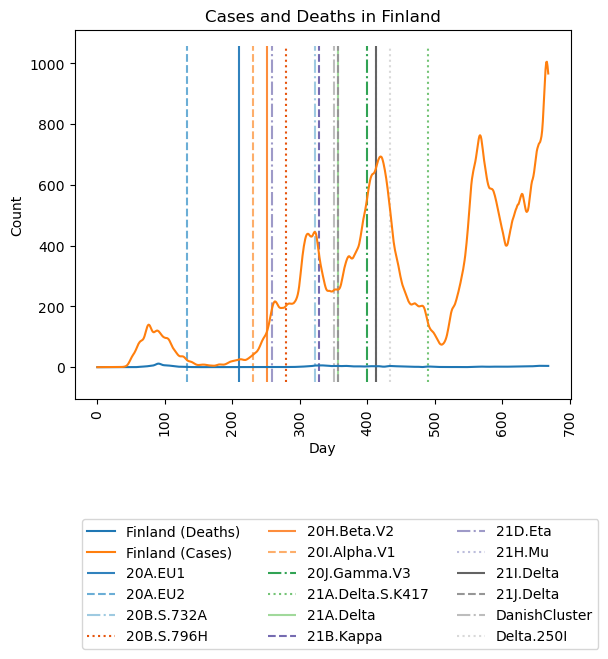 Cases and Deaths in Finland
Count
1000
800
600
400
200
0
0
100
200
300
400
500
600
700
Day
Finland (Deaths)
Finland (Cases)
20A.EU1
20A.EU2
20B.S.732A
20B.S.796H
20H.Beta.V2
20I.Alpha.V1
20J.Gamma.V3
21A.Delta.S.K417
21A.Delta
21B.Kappa
21D.Eta
21H.Mu
21I.Delta
21J.Delta
DanishCluster
Delta.250I